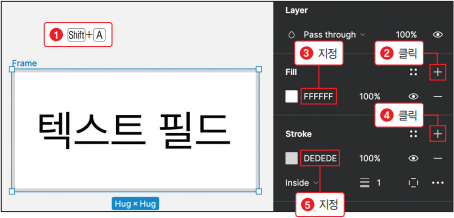 1 Shift+A
Frame
텍스트 필드
Hug × Hug
Layer
Pass through 100%
3 지정
2 클릭
Fill
FFFFFF 100%
4 클릭
Stroke
DEDEDE 100%
Inside 1
5 지정